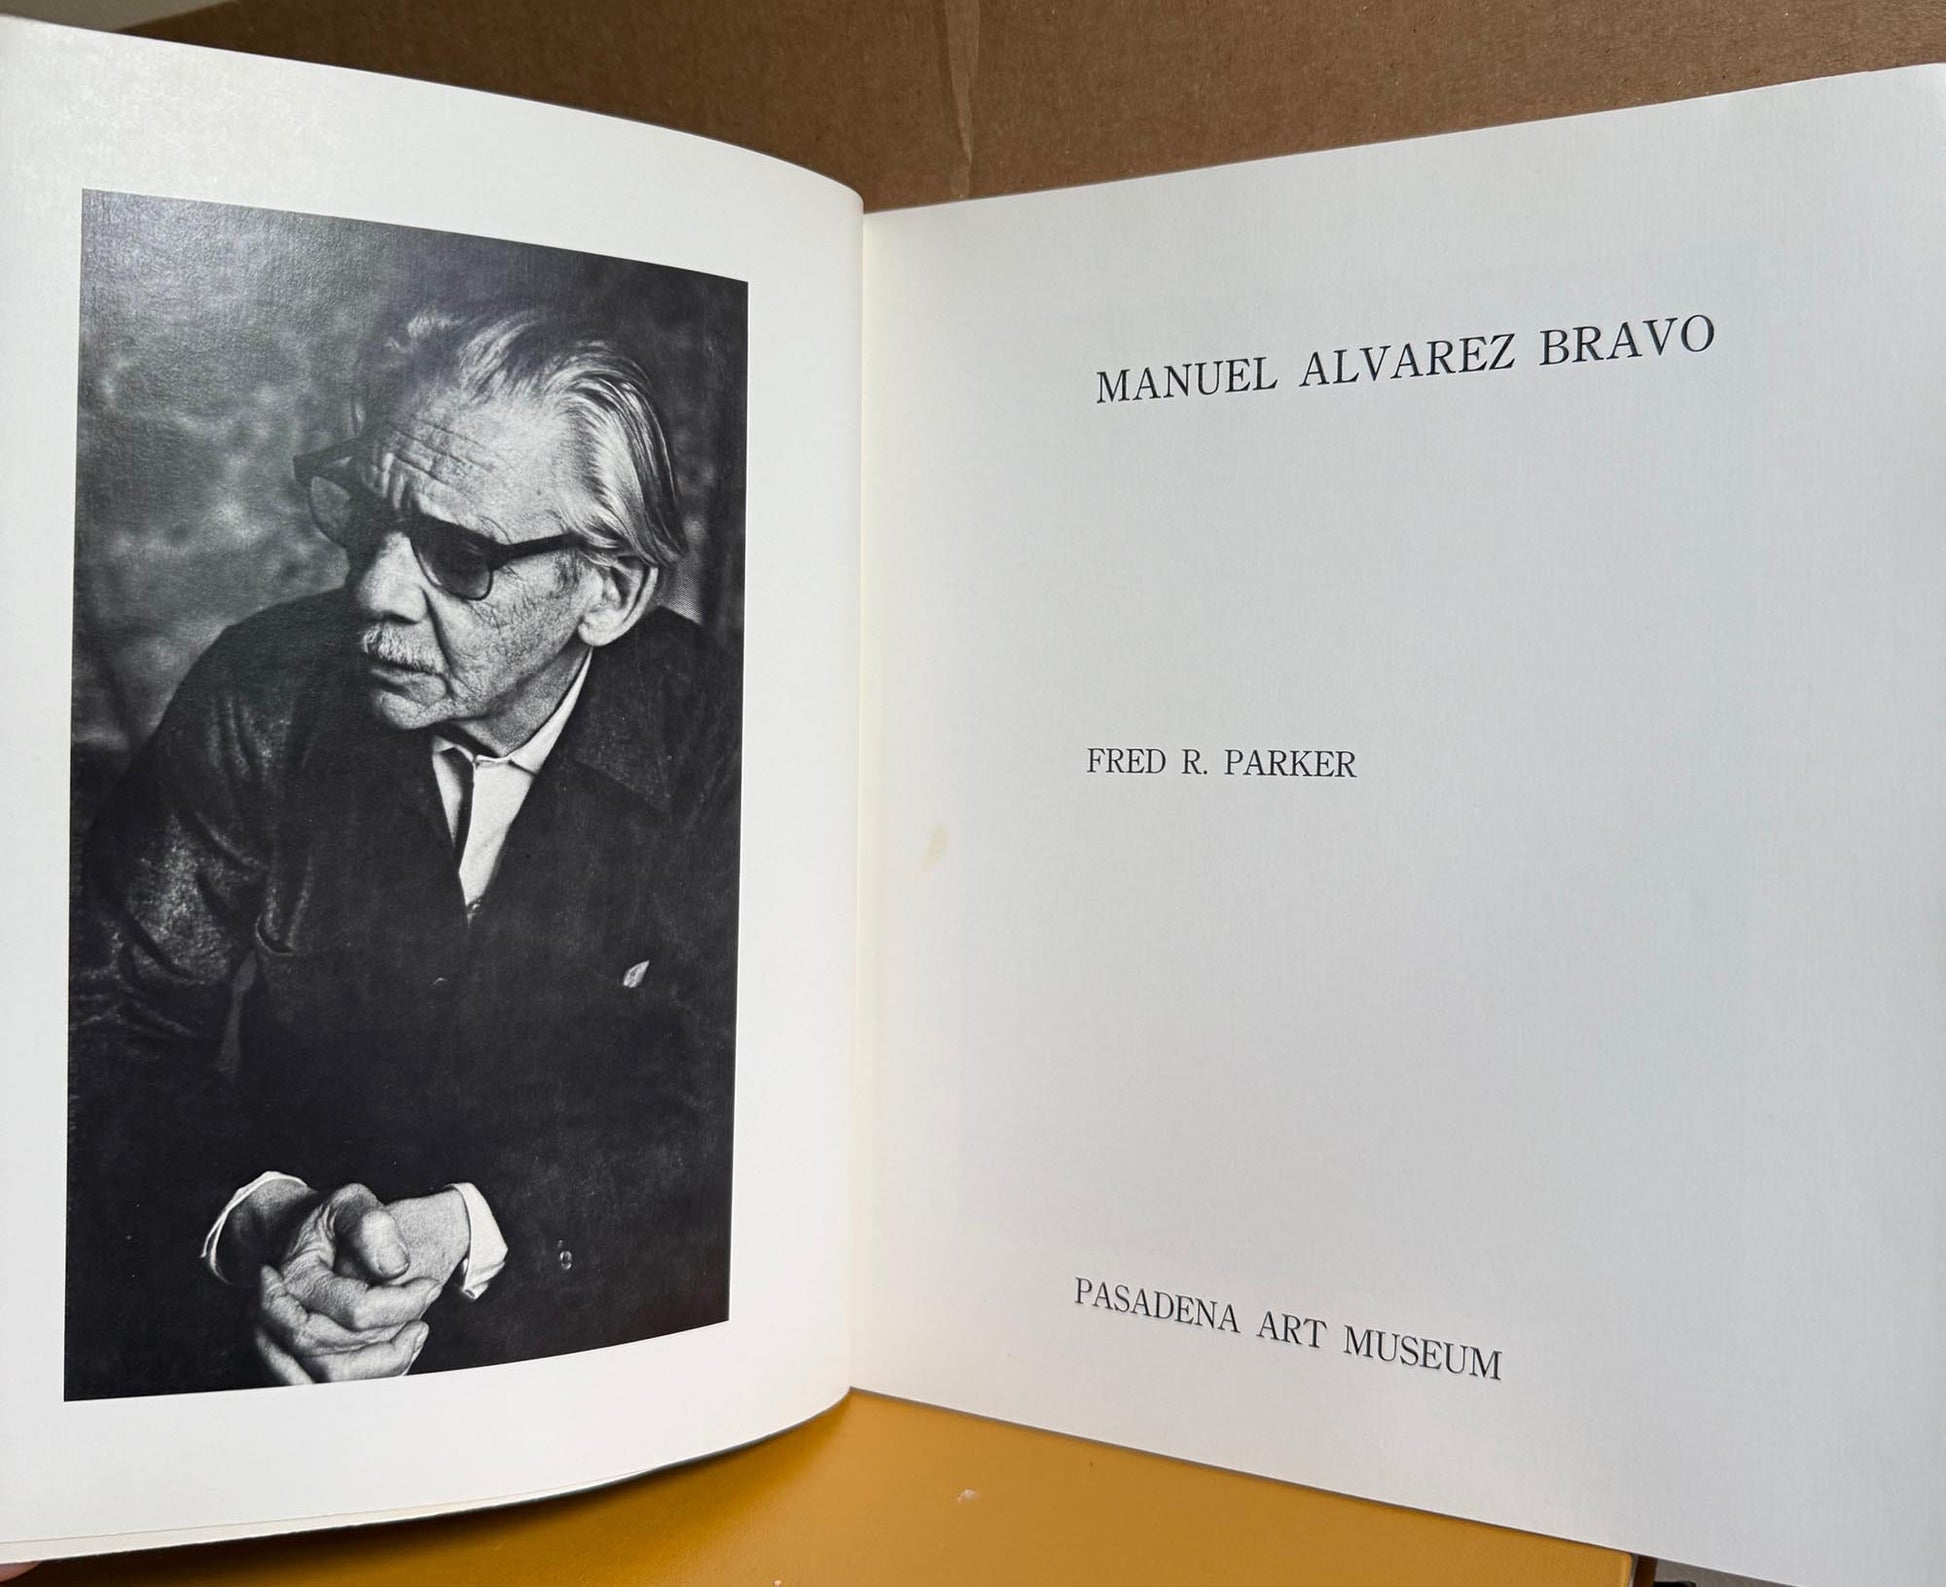 MANUEL ALVAREZ BRAVO
FRED R. PARKER
PASADENA ART MUSEUM